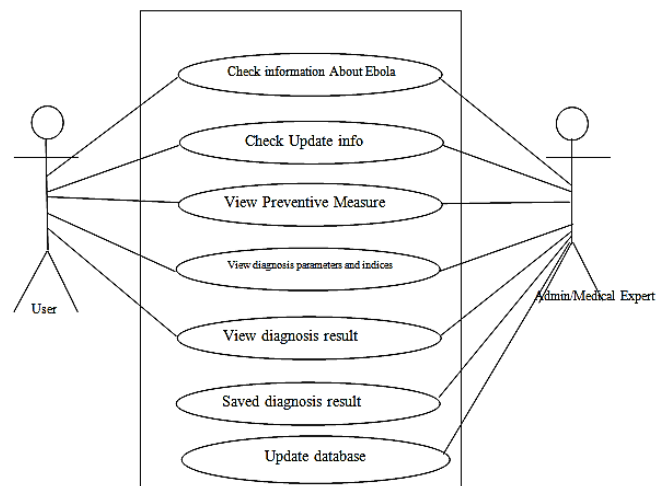 Check information About Ebola
Check Update info
View Preventive Measure
View diagnosis parameters and indices
User
Admin/Medical Expert
View diagnosis result
Saved diagnosis result
Update database